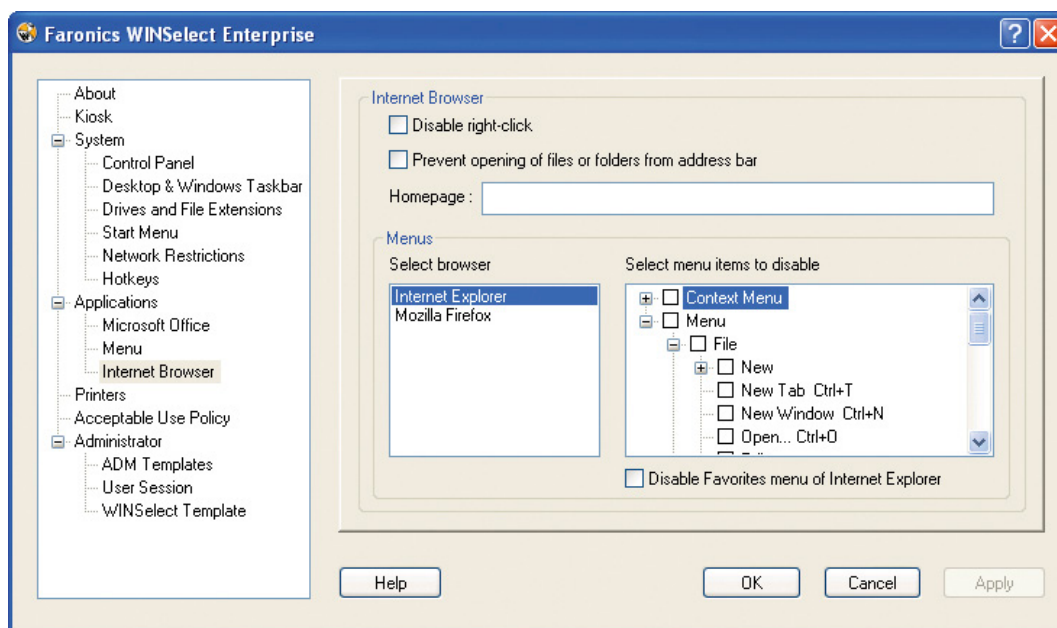 Faronics WINSelect Enterprise
About
Kiosk
System
Control Panel
Desktop & Windows Taskbar
Drives and File Extensions
Start Menu
Network Restrictions
Hotkeys
Applications
Microsoft Office
Menu
Internet Browser
Printers
Acceptable Use Policy
Administrator
ADM Templates
User Session
WINSelect Template
Internet Browser
Disable right-click
Prevent opening of files or folders from address bar
Homepage :
Menus
Select browser
Internet Explorer
Mozilla Firefox
Select menu items to disable
Context Menu
Menu
File
New
New Tab Ctrl+T
New Window Ctrl+N
Open... Ctrl+O
Disable Favorites menu of Internet Explorer
Help
OK
Cancel
Apply